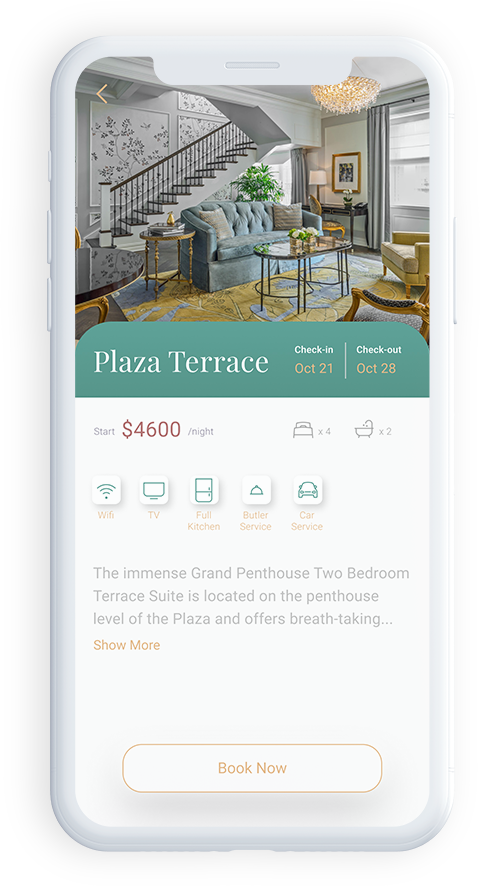 Plaza Terrace
Check-in
Oct 21
Check-out
Oct 28
Start $4600 /night
x 4
x 2
Wifi
TV
Full
Kitchen
Butler
Service
Car
Service
The immense Grand Penthouse Two Bedroom
Terrace Suite is located on the penthouse
level of the Plaza and offers breath-taking...
Show More
Book Now